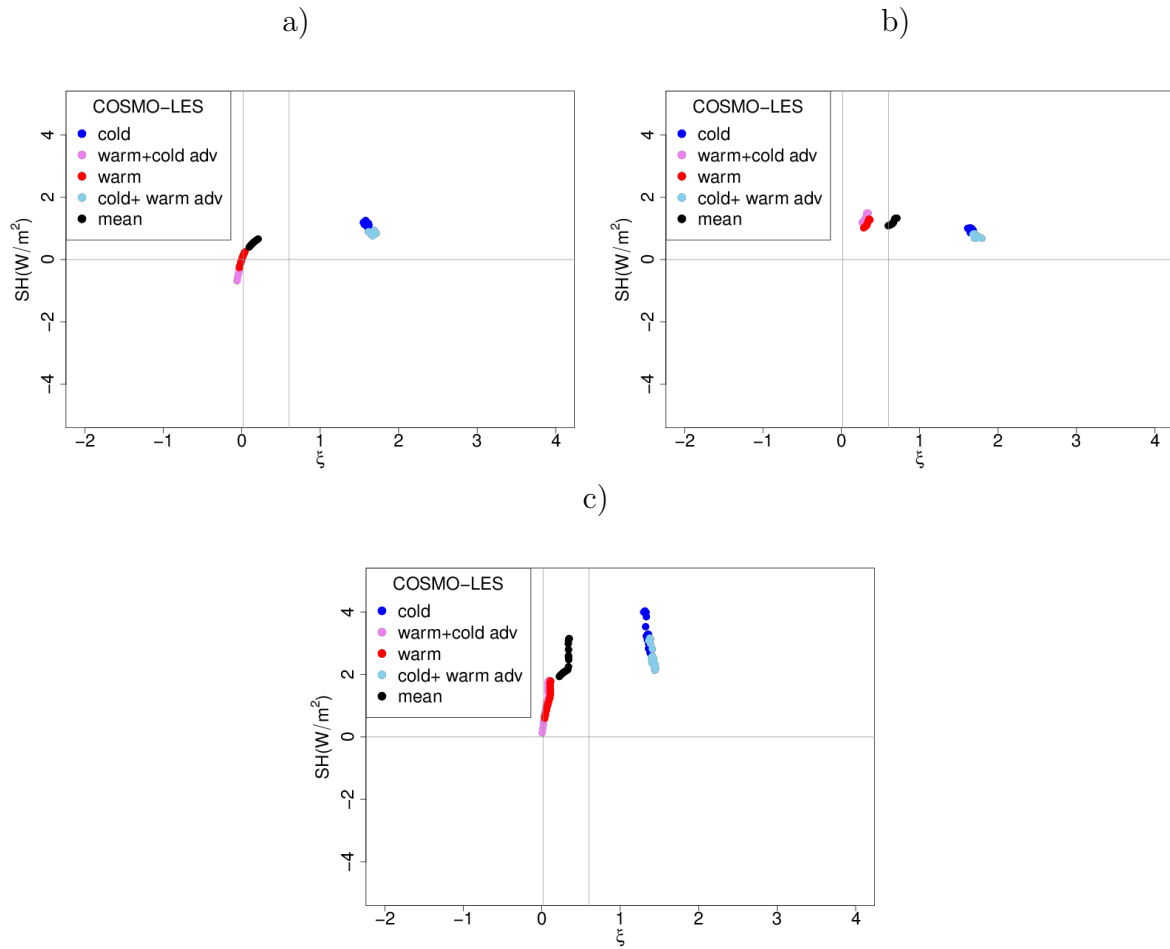 a)
COSMO−LES
cold
warm+cold adv
warm
cold+ warm adv
mean
SH(W/m²)
4
2
0
−2
−4
−2
−1
0
1
2
3
4
ξ
b)
COSMO−LES
cold
warm+cold adv
warm
cold+ warm adv
mean
SH(W/m²)
4
2
0
−2
−4
−2
−1
0
1
2
3
4
ξ
c)
COSMO−LES
cold
warm+cold adv
warm
cold+ warm adv
mean
SH(W/m²)
4
2
0
−2
−4
−2
−1
0
1
2
3
4
ξ